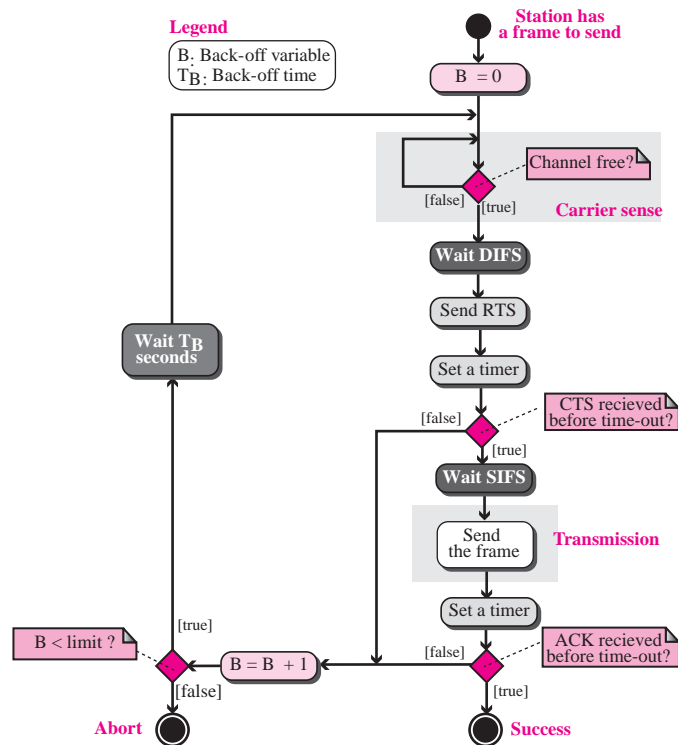 Legend
B: Back-off variable
TB: Back-off time
Station has
a frame to send
B = 0
Channel free?
[false]
[true]
Carrier sense
Wait DIFS
Send RTS
Wait TB
seconds
Set a timer
[false]
CTS recieved
before time-out?
[true]
Wait SIFS
Send
the frame
Transmission
Set a timer
[true]
B < limit ?
B = B + 1
[false]
ACK recieved
before time-out?
[false]
[true]
Abort
Success